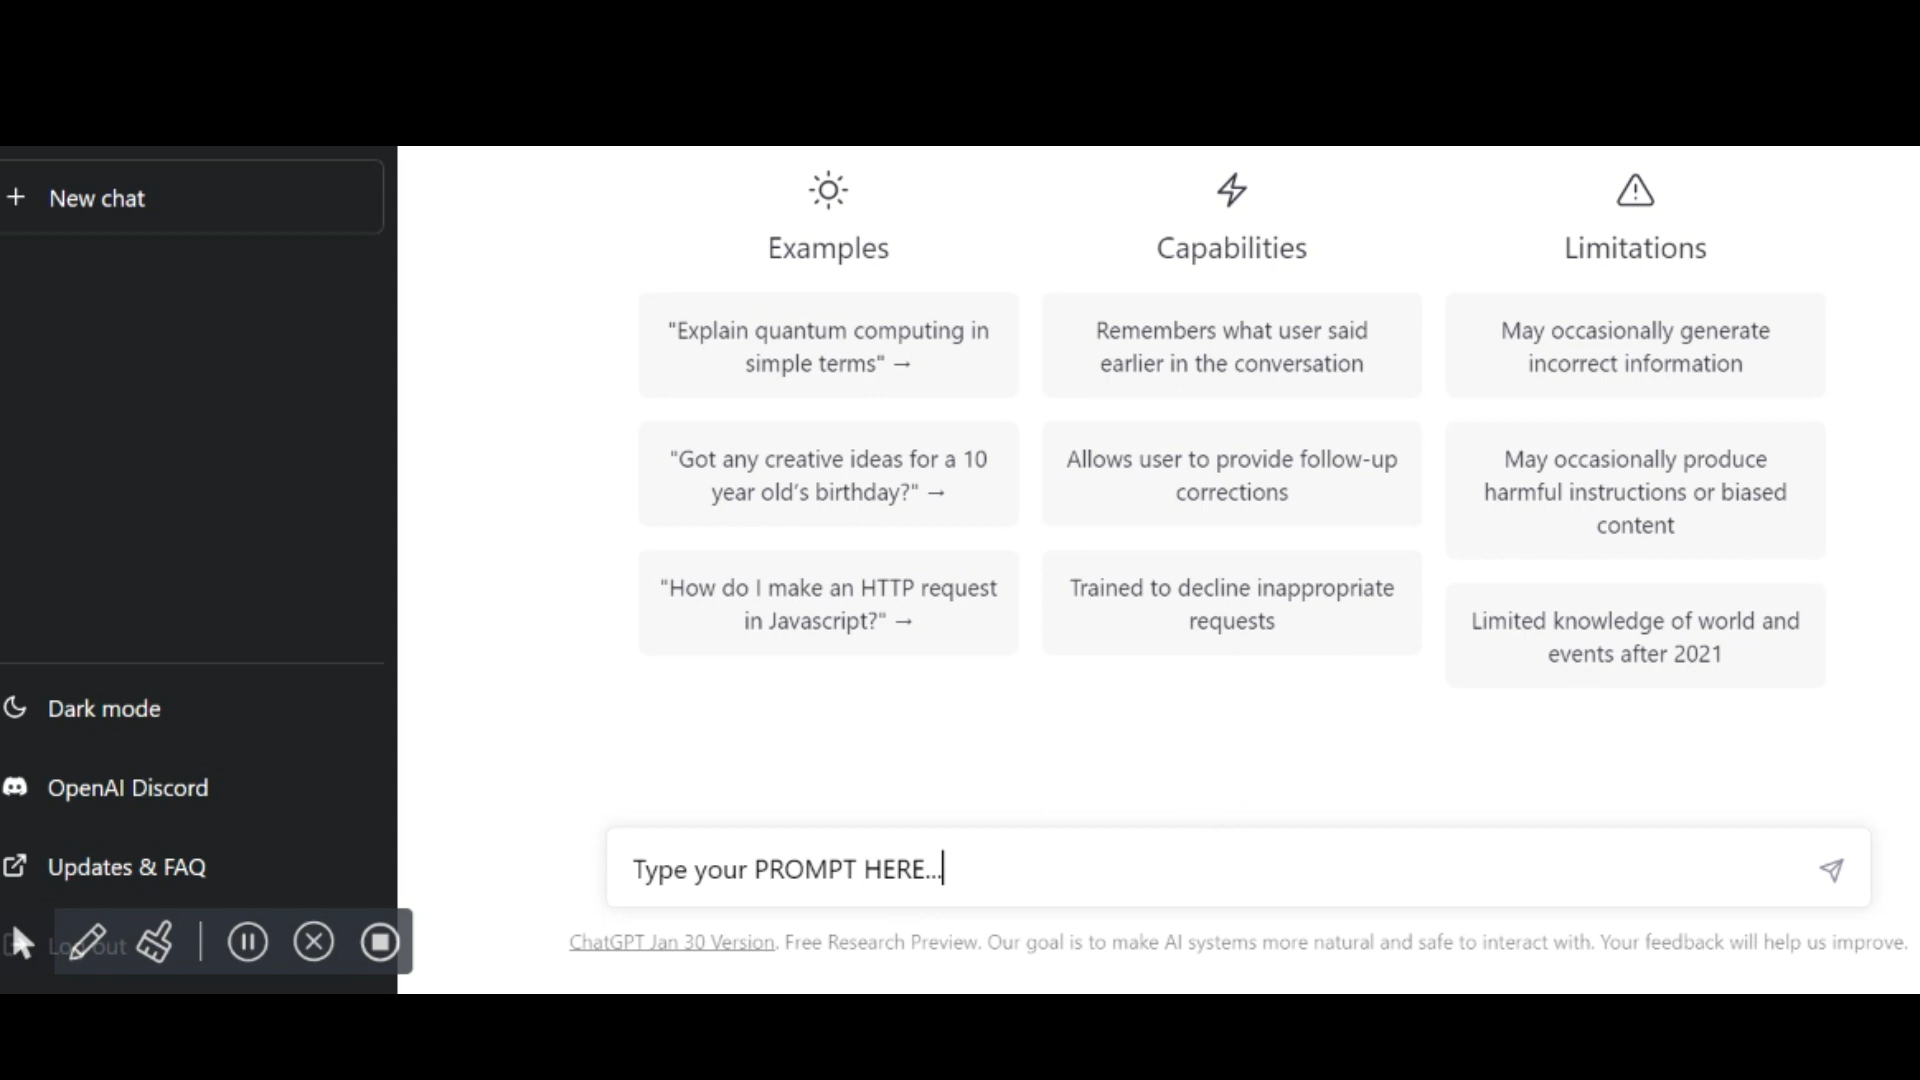 New chat
Examples
"Explain quantum computing in
simple terms" →
"Got any creative ideas for a 10
year old's birthday?" →
"How do I make an HTTP request
in Javascript?" →
Capabilities
Remembers what user said
earlier in the conversation
Allows user to provide follow-up
corrections
Trained to decline inappropriate
requests
Limitations
May occasionally generate
incorrect information
May occasionally produce
harmful instructions or biased
content
Limited knowledge of world and
events after 2021
Dark mode
OpenAI Discord
Updates & FAQ
Log out
Type your PROMPT HERE...
ChatGPT Jan 30 Version. Free Research Preview. Our goal is to make AI systems more natural and safe to interact with. Your feedback will help us improve.